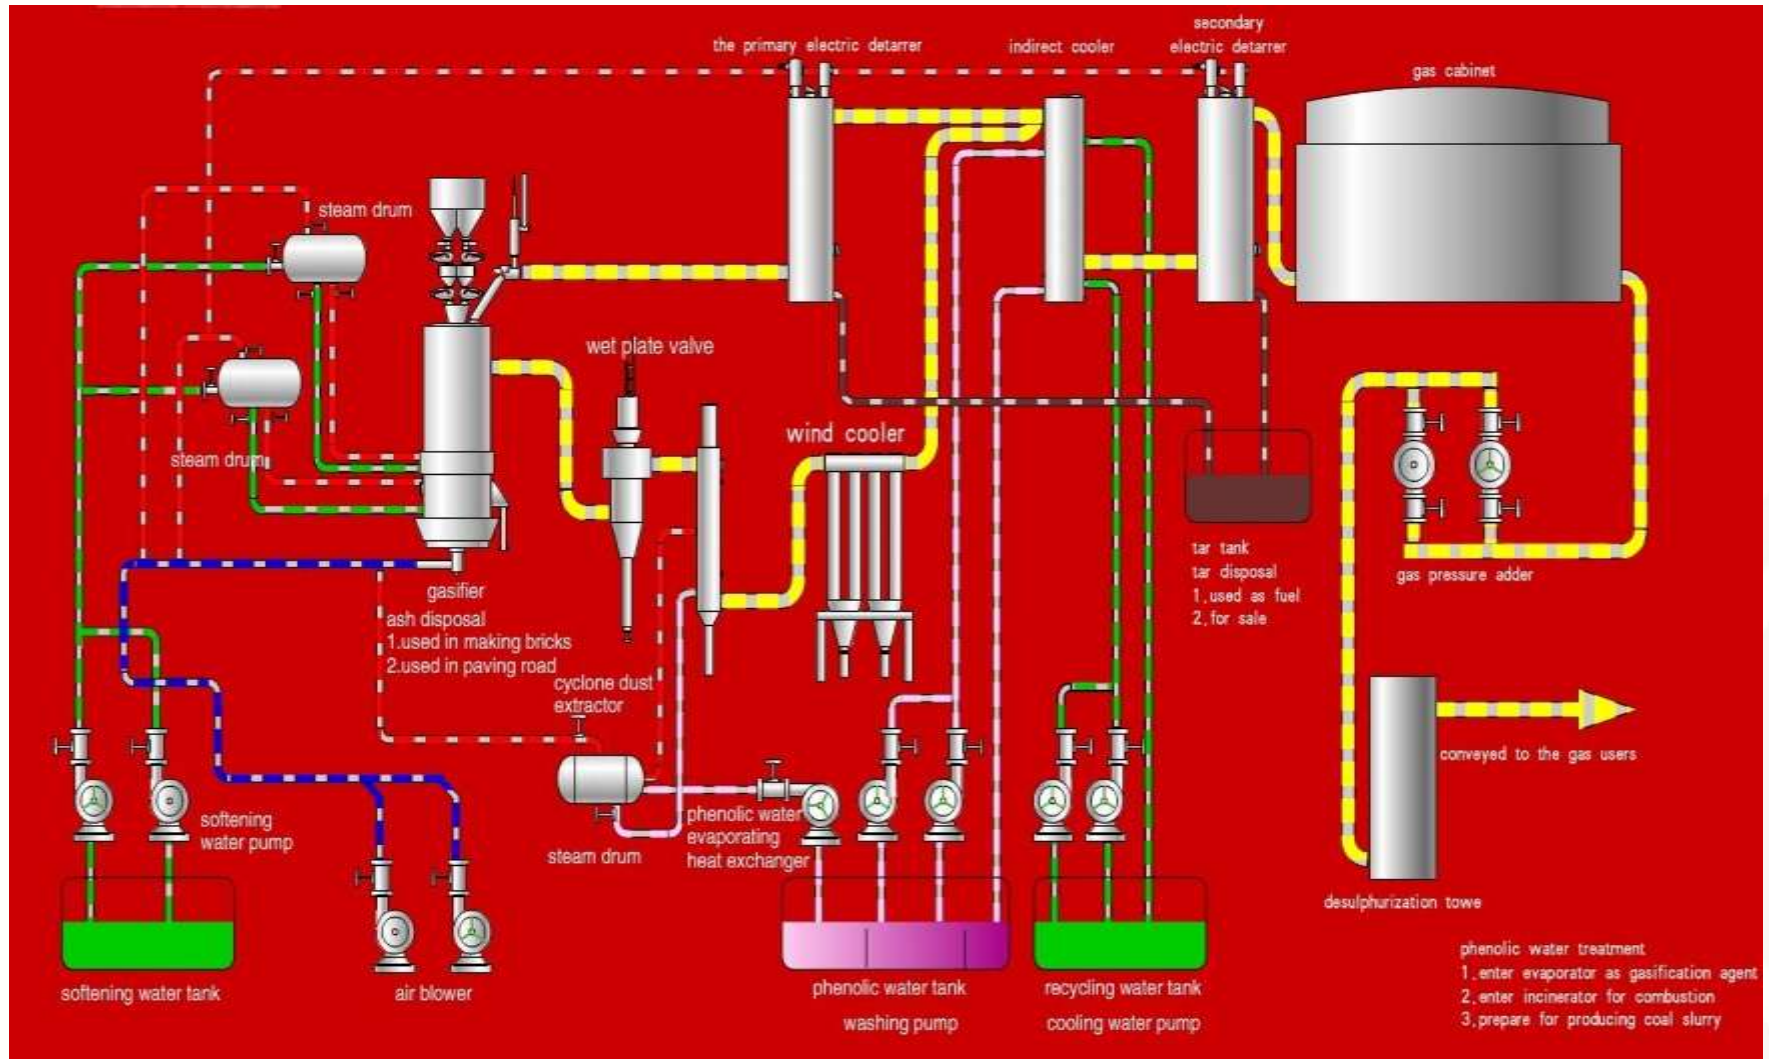 secondary
the primary electric detarrer
indirect cooler
electric detarrer
gas cabinet
steam drum
wet plate valve
wind cooler
steam drum
tar tank
tar disposal
1,used as fuel
2,for sale
gas pressure adder
gasifier
ash disposal
1.used in making bricks
2.used in paving road
cyclone dust
extractor
conveyed to the gas users
softening
water pump
phenolic water
evaporating
heat exchanger
steam drum
desulphurization towe
phenolic water treatment
1,enter evaporator as gasification agent
2,enter incinerator for combustion
3,prepare for producing coal slurry
softening water tank
air blower
phenolic water tank
recycling water tank
washing pump
cooling water pump